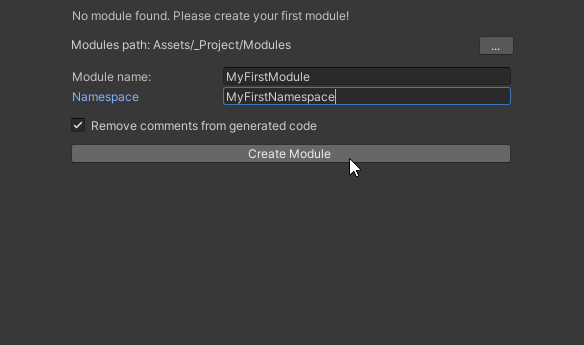 No module found. Please create your first module!
Modules path: Assets/_Project/Modules ...
Module name: MyFirstModule
Namespace MyFirstNamespace
Remove comments from generated code
Create Module